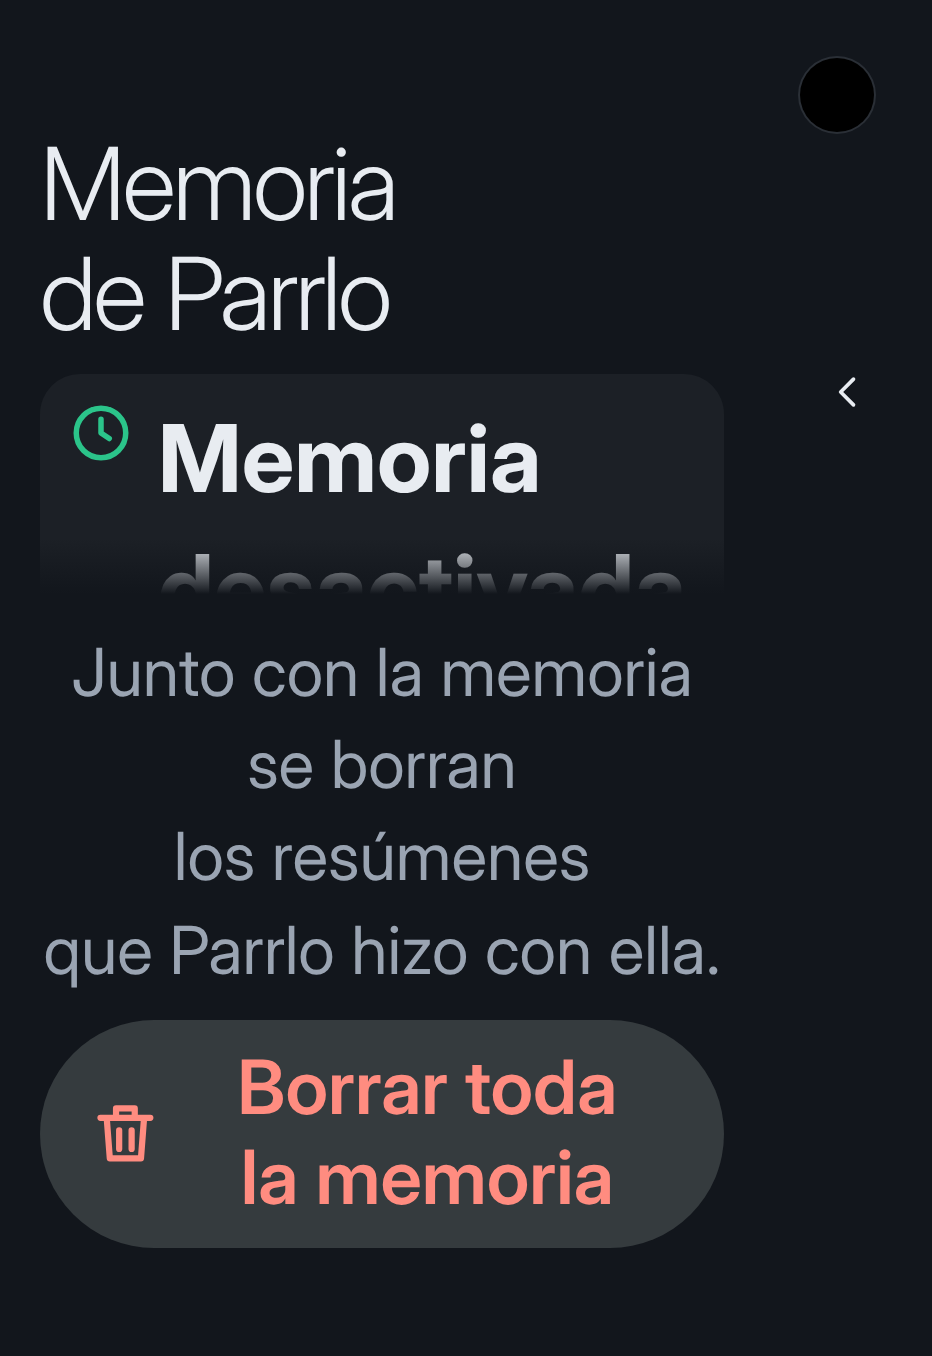 Memoria
de Parrlo
Memoria
desactivada
Junto con la memoria
se borran
los resúmenes
que Parrlo hizo con ella.
Borrar toda
la memoria